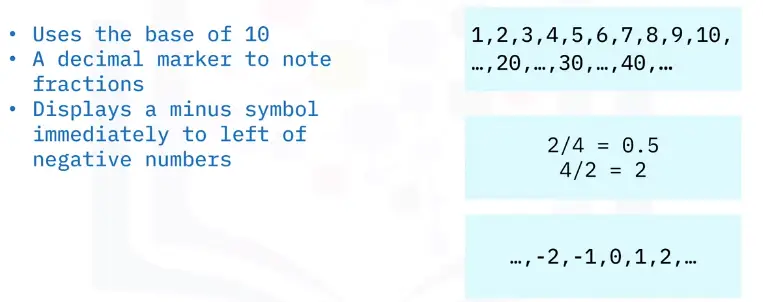 • Uses the base of 10
• A decimal marker to note
fractions
• Displays a minus symbol
immediately to left of
negative numbers
1,2,3,4,5,6,7,8,9,10,
…,20,…,30,…,40,…
2/4 = 0.5
4/2 = 2
…,-2,-1,0,1,2,…